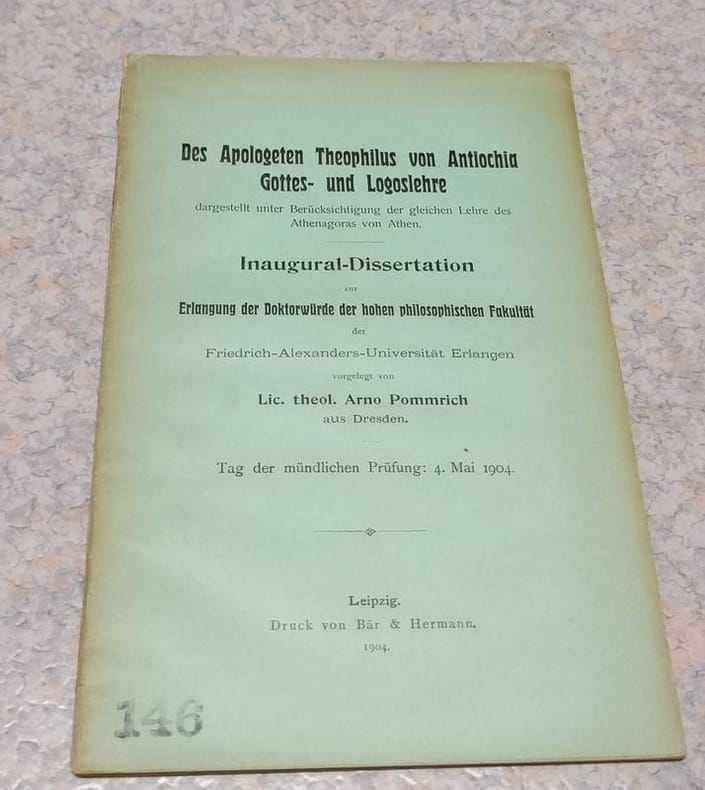 Des Apologeten Theophilus von Antiochia
Gottes- und Logoslehre
dargestellt unter Berücksichtigung der gleichen Lehre des
Athenagoras von Athen.
Inaugural-Dissertation
zur
Erlangung der Doktorwürde der hohen philosophischen Fakultät
der
Friedrich-Alexanders-Universität Erlangen
vorgelegt von
Lic. theol. Arno Pommrich
aus Dresden.
Tag der mündlichen Prüfung: 4. Mai 1904.
Leipzig.
Druck von Bär & Hermann.
1904.
146